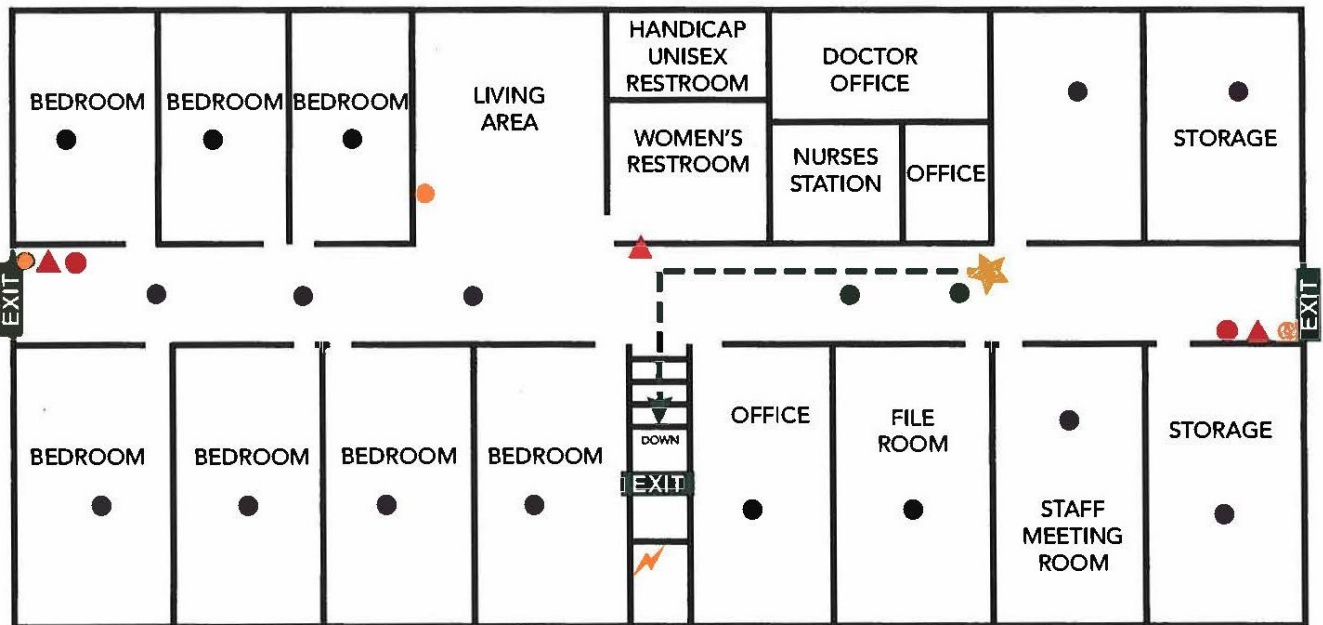 HANDICAP
UNISEX
RESTROOM
DOCTOR
OFFICE
BEDROOM
BEDROOM
BEDROOM
LIVING
AREA
WOMEN'S
RESTROOM
NURSES
STATION
OFFICE
STORAGE
EXIT
EXIT
BEDROOM
BEDROOM
BEDROOM
BEDROOM
DOWN
EXIT
OFFICE
FILE
ROOM
STAFF
MEETING
ROOM
STORAGE